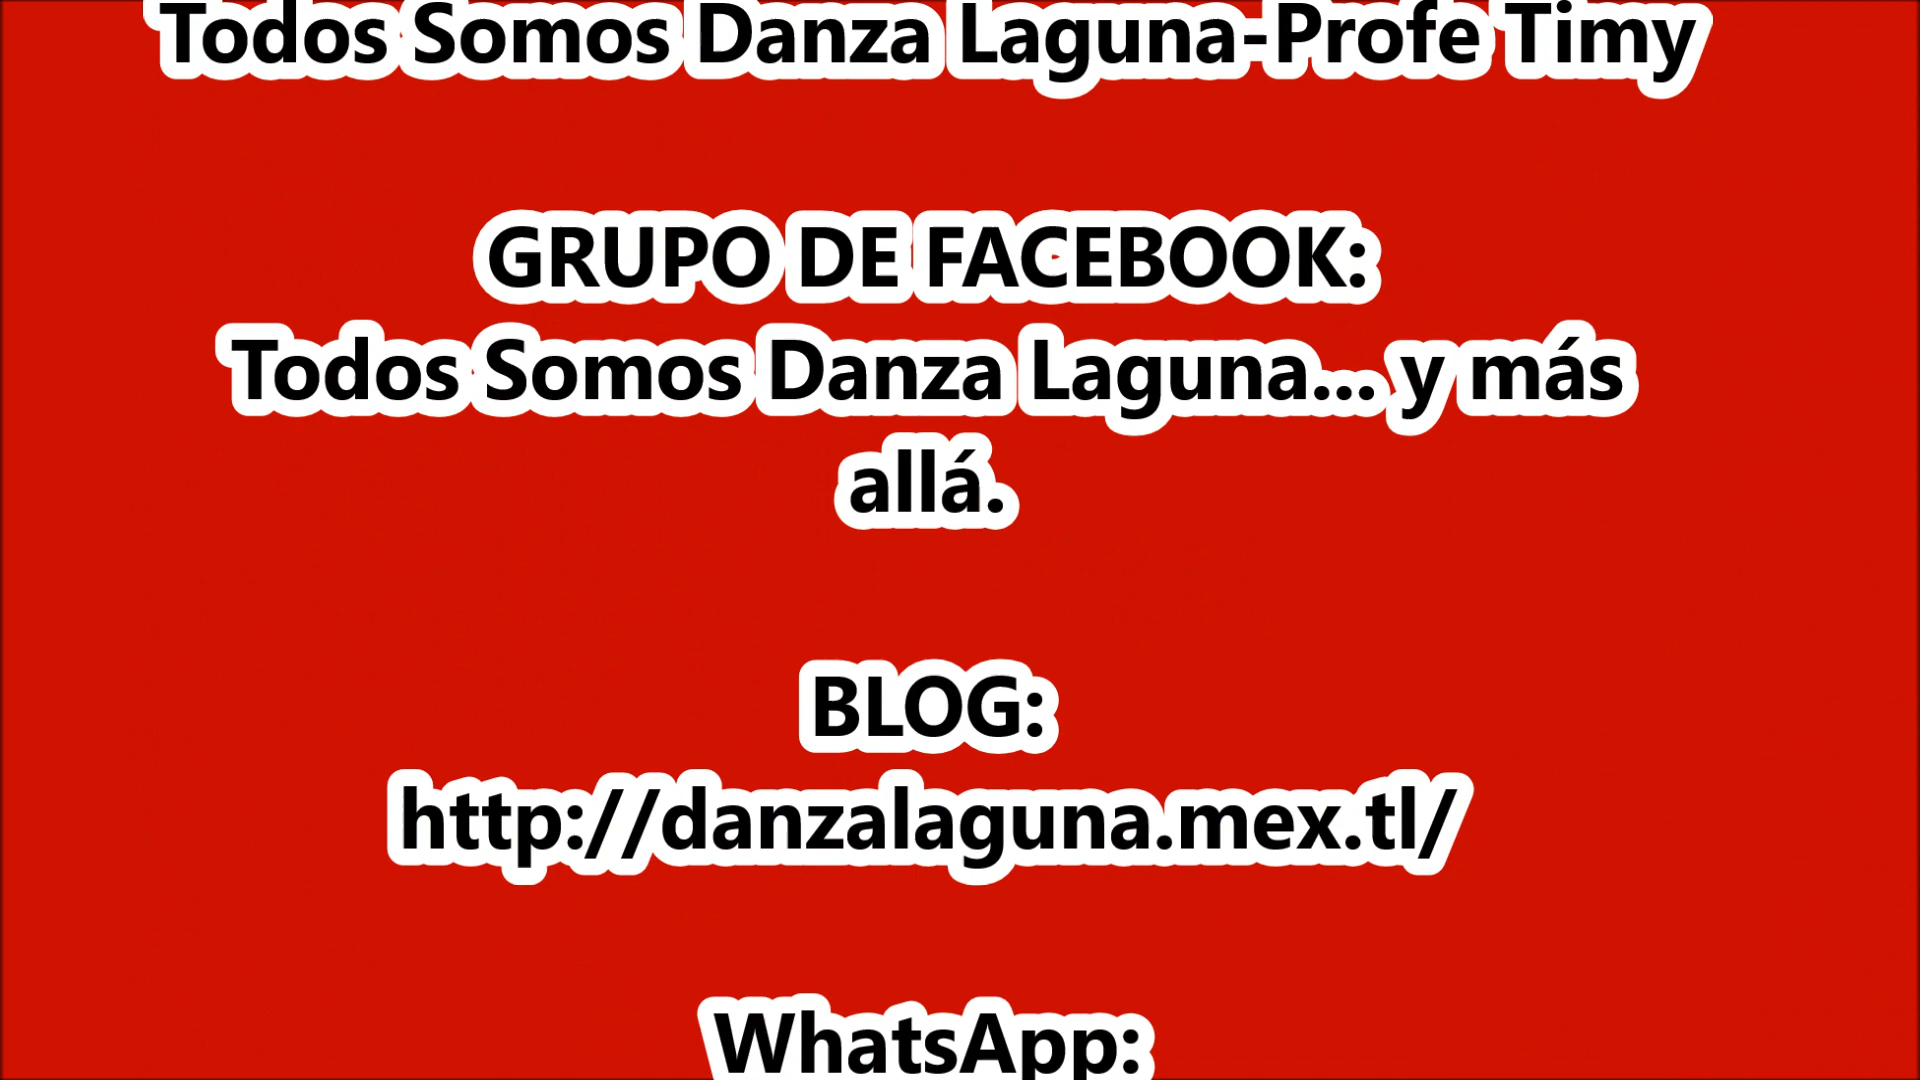 Todos Somos Danza Laguna-Profe Timy
GRUPO DE FACEBOOK:
Todos Somos Danza Laguna... y más
allá.
BLOG:
http://danzalaguna.mex.tl/
WhatsApp: